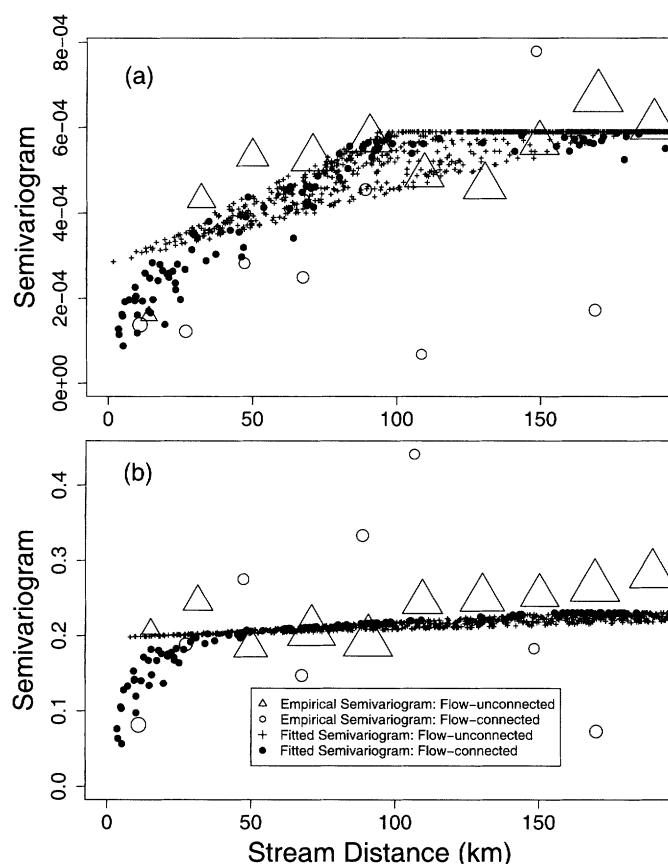 (a)
Semivariogram
8e-04
6e-04
4e-04
2e-04
0e+00
0
50
100
150
(b)
Semivariogram
0.4
0.3
0.2
0.1
0.0
Empirical Semivariogram: Flow-unconnected
Empirical Semivariogram: Flow-connected
Fitted Semivariogram: Flow-unconnected
Fitted Semivariogram: Flow-connected
0
50
100
150
Stream Distance (km)